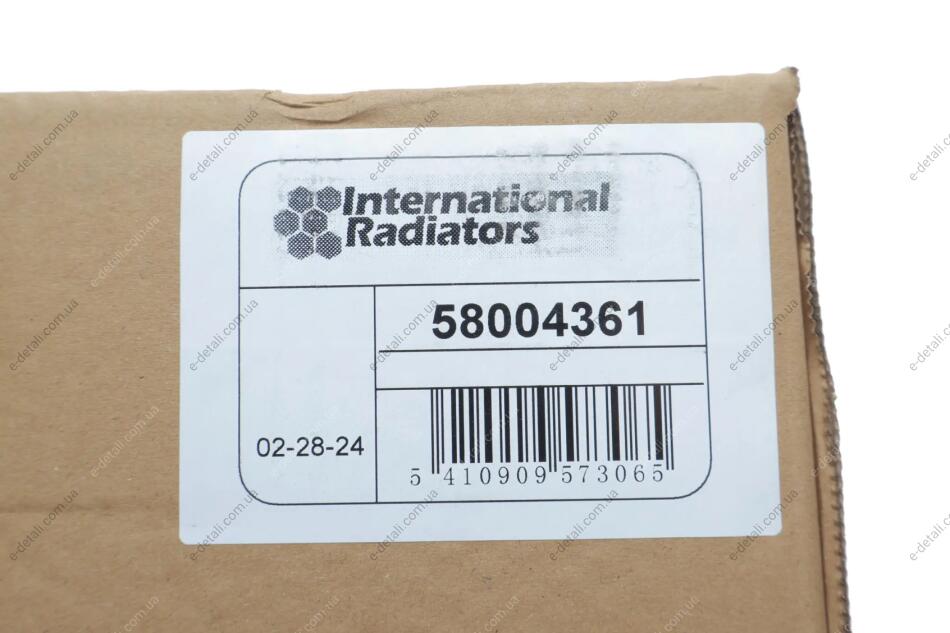 International
Radiators
58004361
02-28-24
5 410909 573065
e-detali.com.ua